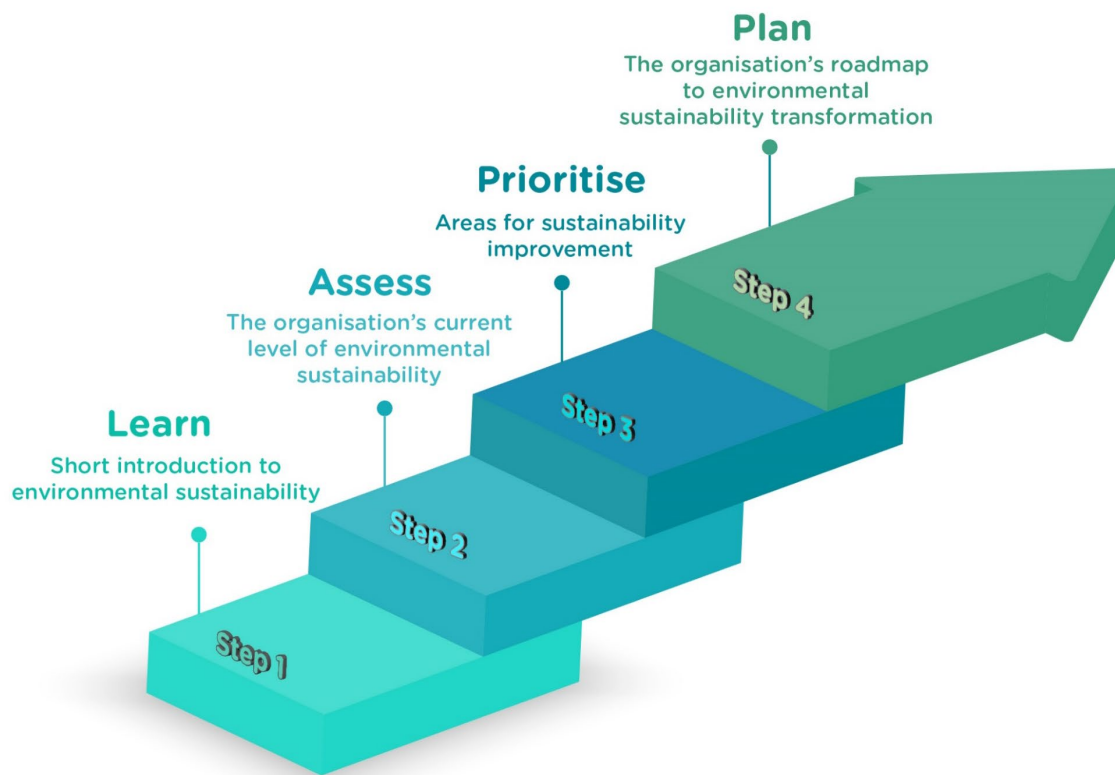 Plan
The organisation's roadmap
to environmental
sustainability transformation
Prioritise
Areas for sustainability
improvement
Assess
The organisation's current
level of environmental
sustainability
Learn
Short introduction to
environmental sustainability
Step 4
Step 3
Step 2
Step 1